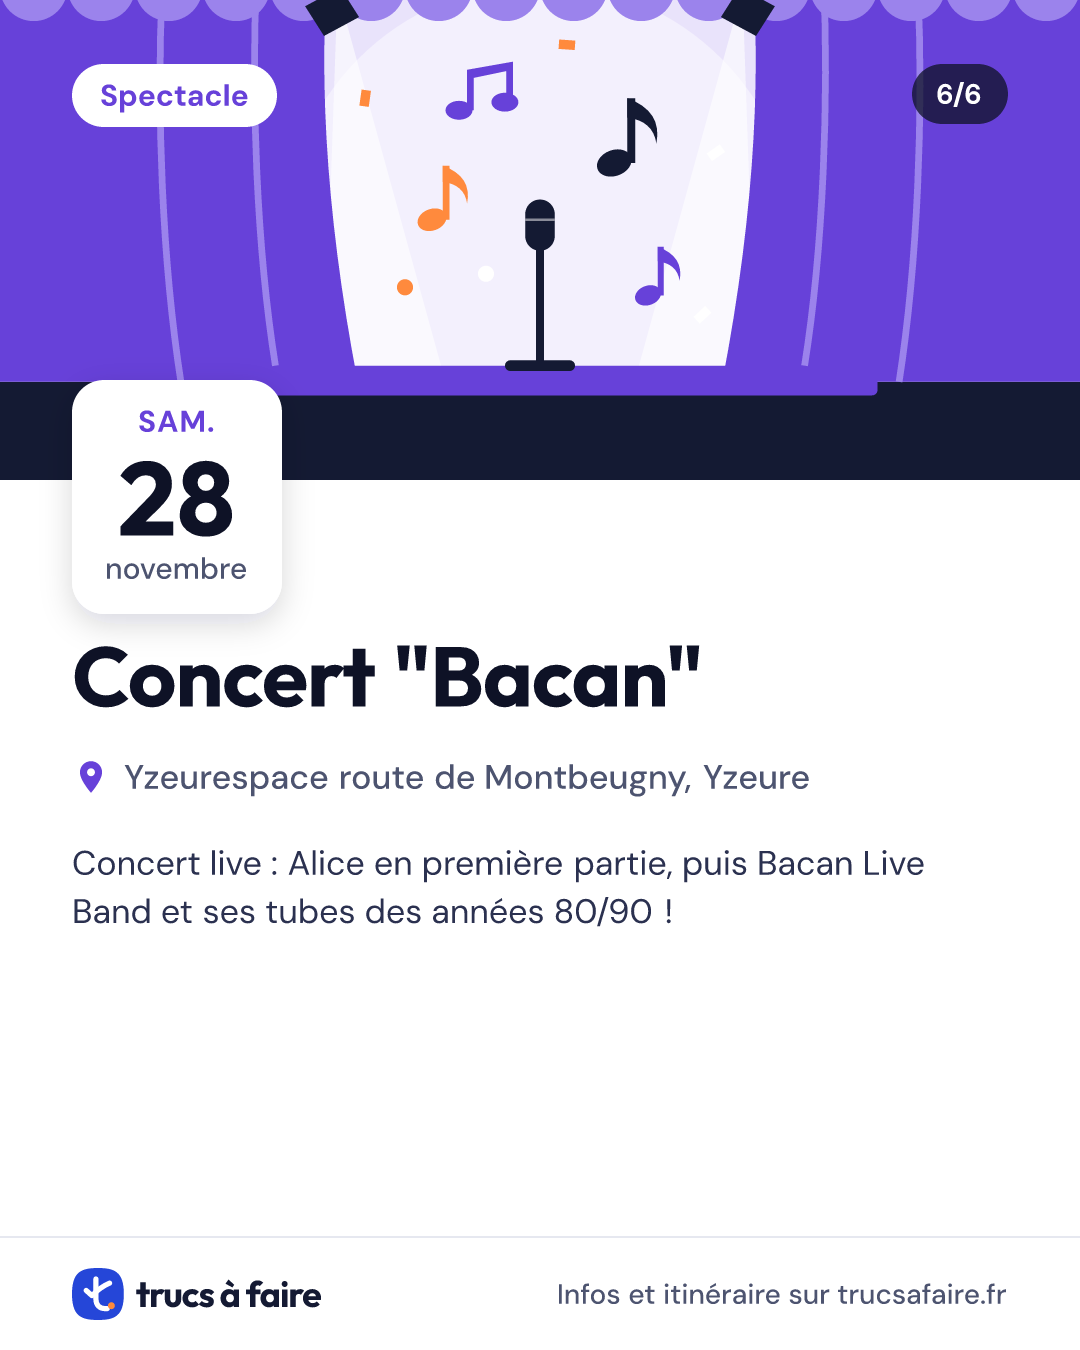 Spectacle
6/6
SAM.
28
novembre
Concert "Bacan"
Yzeurespace route de Montbeugny, Yzeure
Concert live : Alice en première partie, puis Bacan Live
Band et ses tubes des années 80/90 !
trucs à faire
Infos et itinéraire sur trucsafaire.fr